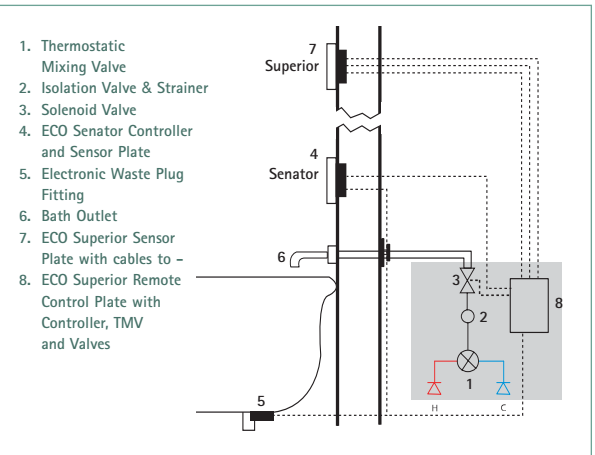 1. Thermostatic
Mixing Valve
2. Isolation Valve & Strainer
3. Solenoid Valve
4. ECO Senator Controller
and Sensor Plate
5. Electronic Waste Plug
Fitting
6. Bath Outlet
7. ECO Superior Sensor
Plate with cables to –
8. ECO Superior Remote
Control Plate with
Controller, TMV
and Valves
7
Superior
4
Senator
6
3
8
2
1
H
C
5